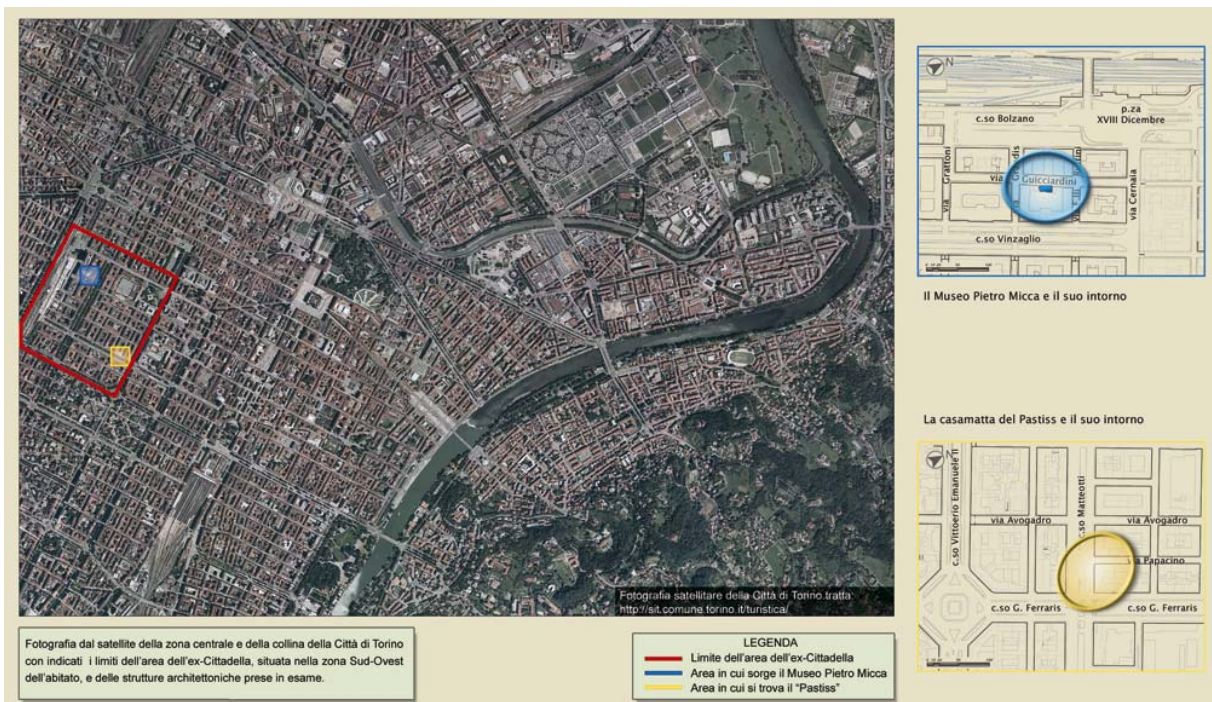 N
c.so Bolzano
p.za
XVIII Dicembre
via Grattoni
via
Guicciardini
via Cernaia
c.so Vinzaglio
Il Museo Pietro Micca e il suo intorno
La casamatta del Pastiss e il suo intorno
N
c.so Vittoerio Emanuele II
c.so Matteotti
via Avogadro
via Avogadro
via Papacino
c.so G. Ferraris
c.so G. Ferraris
Fotografia satellitare della Città di Torino tratta:
http://sit.comune.torino.it/turistica/
Fotografia dal satellite della zona centrale e della collina della Città di Torino
con indicati i limiti dell'area dell'ex-Cittadella, situata nella zona Sud-Ovest
dell'abitato, e delle strutture architettoniche prese in esame.
LEGENDA
Limite dell'area dell'ex-Cittadella
Area in cui sorge il Museo Pietro Micca
Area in cui si trova il "Pastiss"